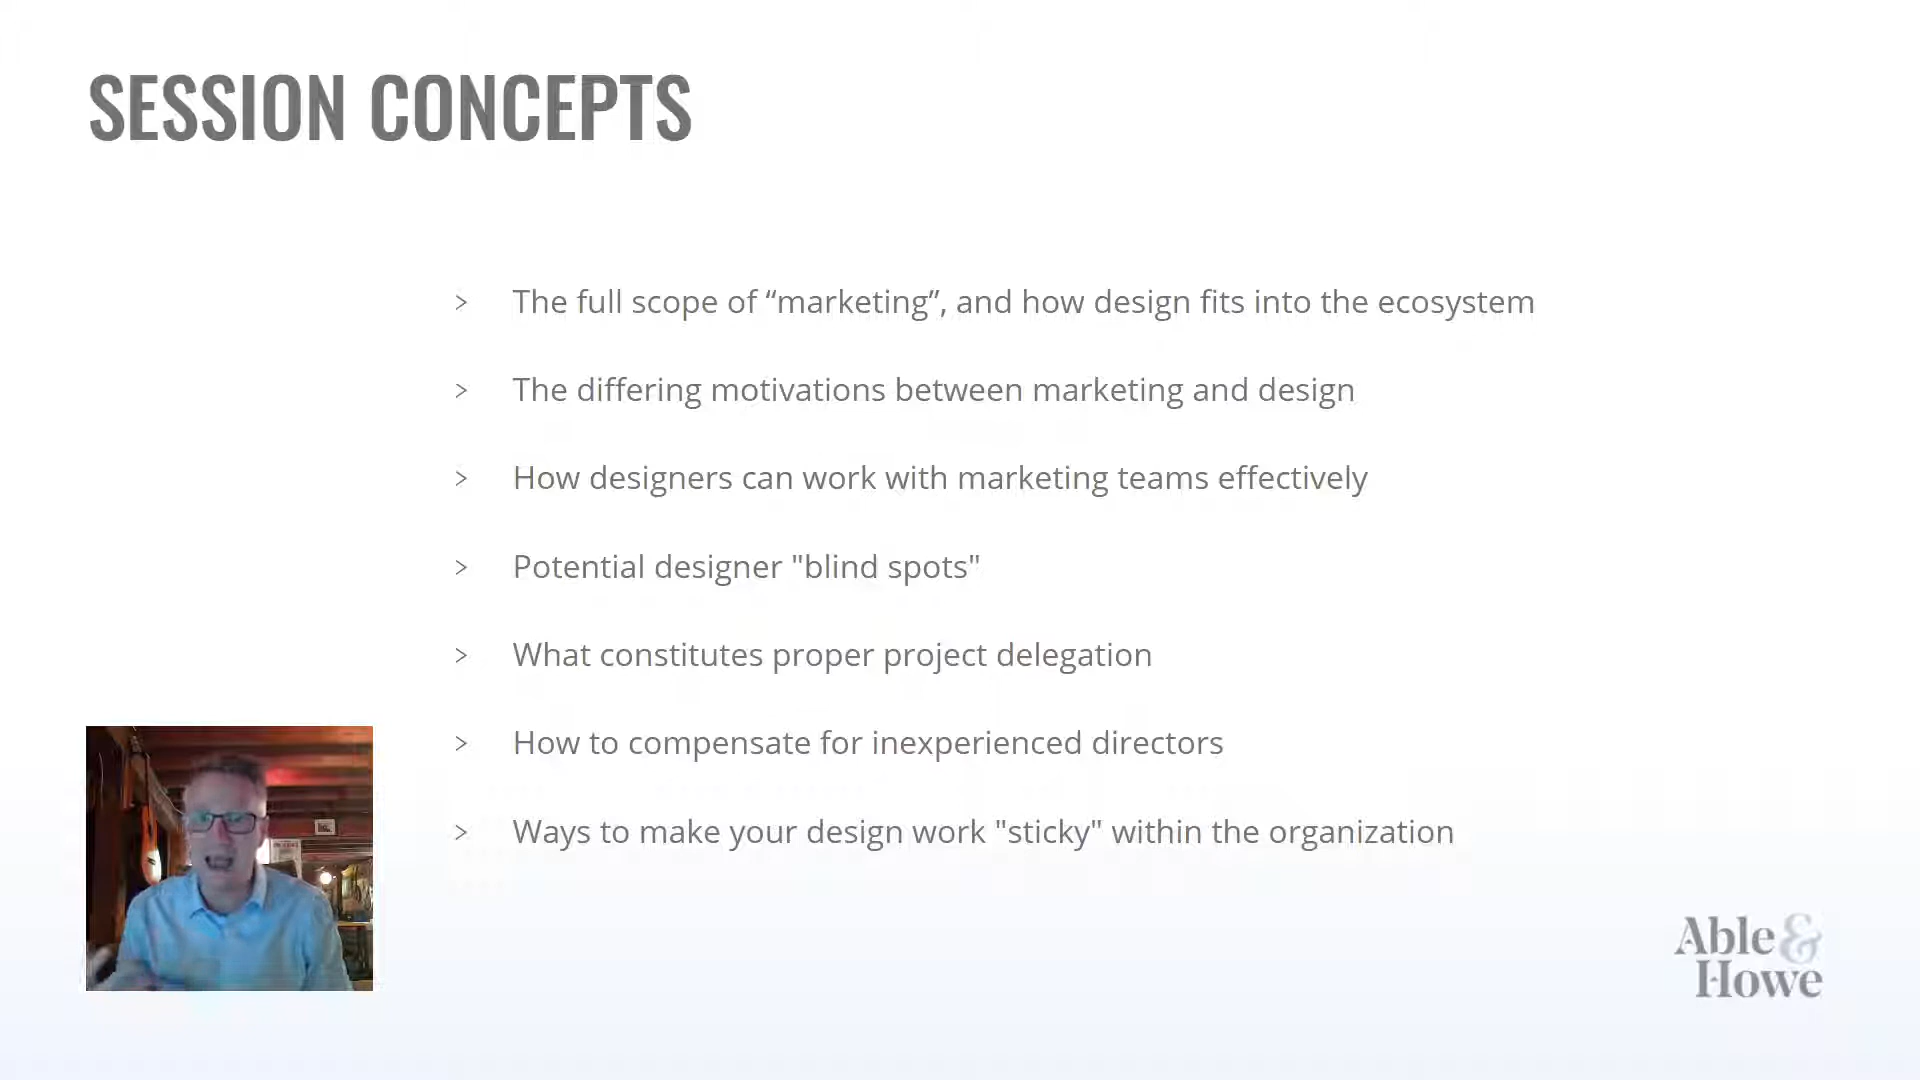 SESSION CONCEPTS
> The full scope of “marketing”, and how design fits into the ecosystem
> The differing motivations between marketing and design
> How designers can work with marketing teams effectively
> Potential designer "blind spots"
> What constitutes proper project delegation
> How to compensate for inexperienced directors
> Ways to make your design work "sticky" within the organization
Able &
Howe